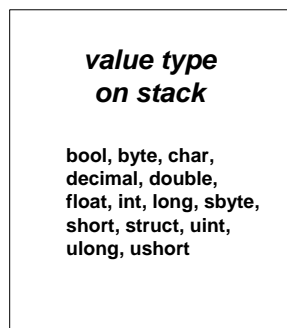 value type
on stack
bool, byte, char,
decimal, double,
float, int, long, sbyte,
short, struct, uint,
ulong, ushort